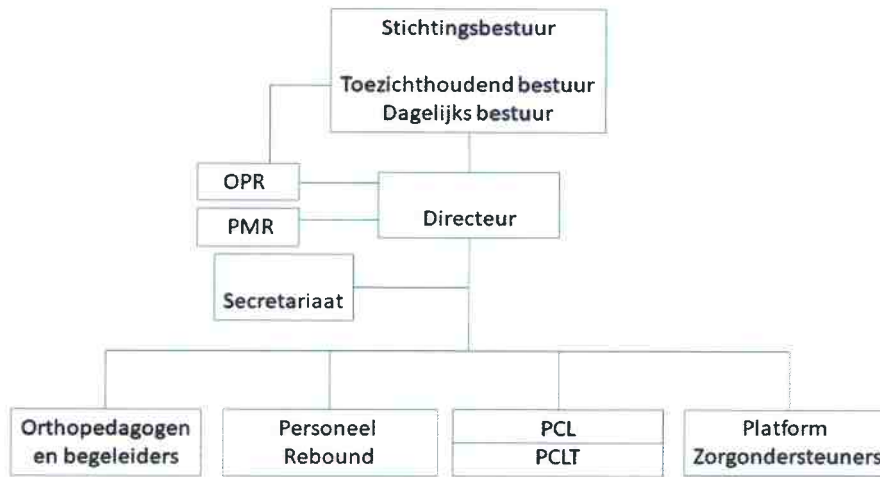 Stichtingsbestuur
Toezichthoudend bestuur
Dagelijks bestuur
OPR
PMR
Directeur
Secretariaat
Orthopedagogen
en begeleiders
Personeel
Rebound
PCL
PCLT
Platform
Zorgondersteuners